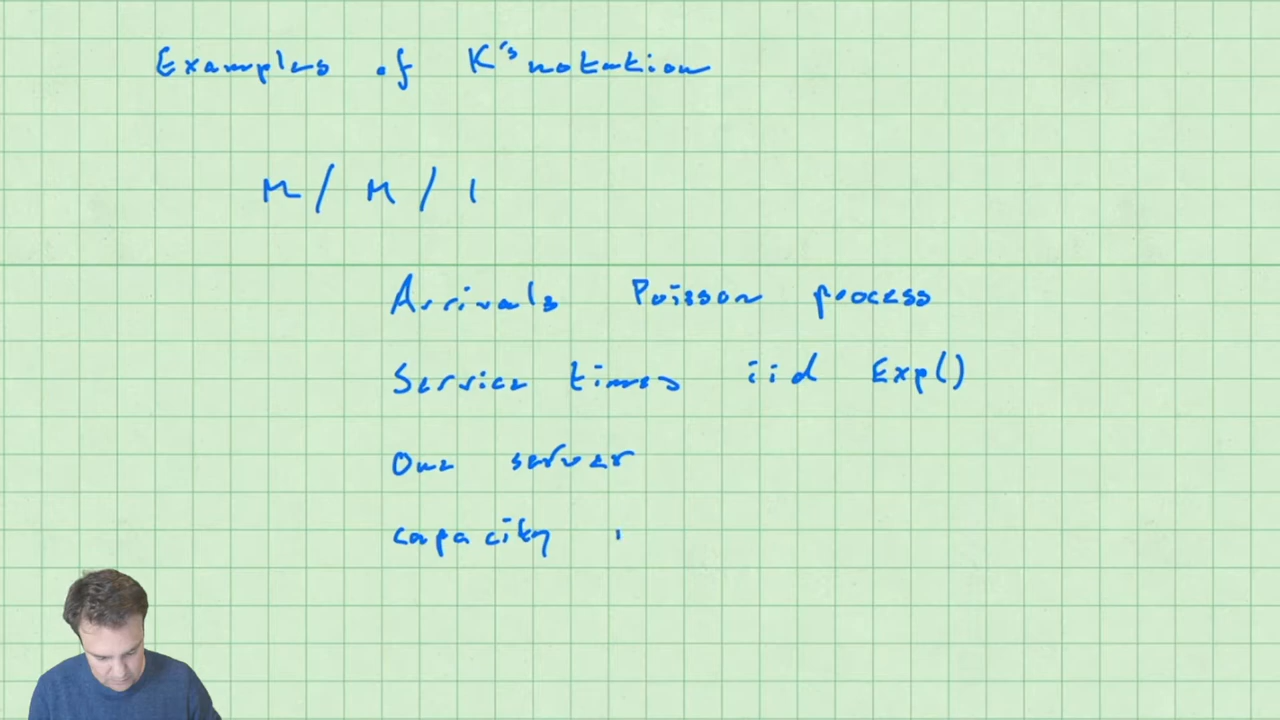 Examples of K's notation
M / M / 1
Arrivals Poisson process
Service times iid Exp()
One server
capacity